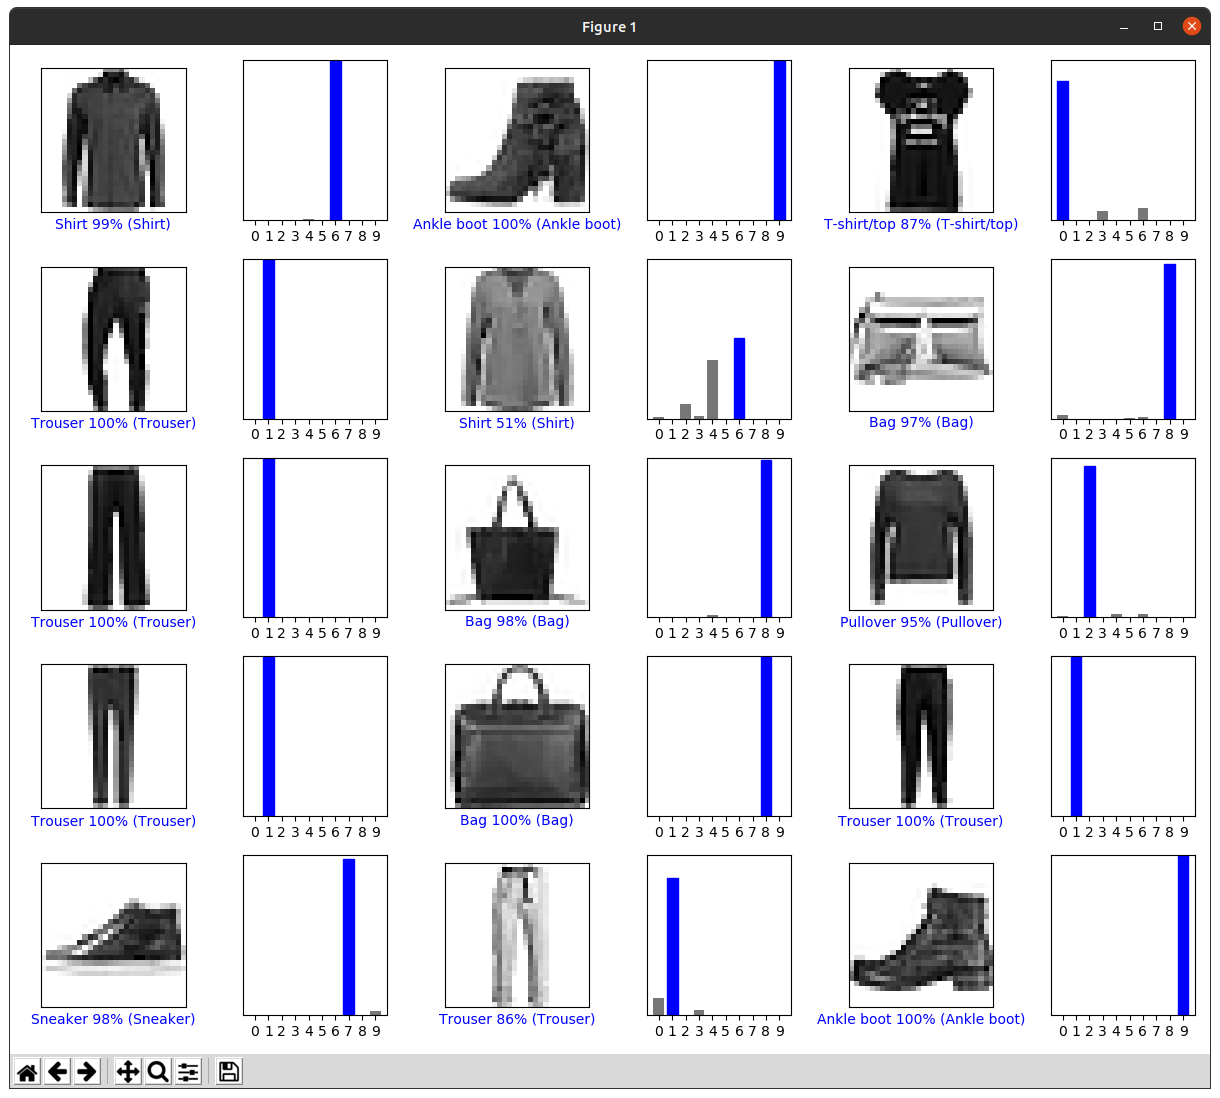 Figure 1
0 1 2 3 4 5 6 7 8 9 0 1 2 3 4 5 6 7 8 9 0 1 2 3 4 5 6 7 8 9
Shirt 99% (Shirt) Ankle boot 100% (Ankle boot) T-shirt/top 87% (T-shirt/top)
0 1 2 3 4 5 6 7 8 9 0 1 2 3 4 5 6 7 8 9 0 1 2 3 4 5 6 7 8 9
Trouser 100% (Trouser) Shirt 51% (Shirt) Bag 97% (Bag)
0 1 2 3 4 5 6 7 8 9 0 1 2 3 4 5 6 7 8 9 0 1 2 3 4 5 6 7 8 9
Trouser 100% (Trouser) Bag 98% (Bag) Pullover 95% (Pullover)
0 1 2 3 4 5 6 7 8 9 0 1 2 3 4 5 6 7 8 9 0 1 2 3 4 5 6 7 8 9
Trouser 100% (Trouser) Bag 100% (Bag) Trouser 100% (Trouser)
0 1 2 3 4 5 6 7 8 9 0 1 2 3 4 5 6 7 8 9 0 1 2 3 4 5 6 7 8 9
Sneaker 98% (Sneaker) Trouser 86% (Trouser) Ankle boot 100% (Ankle boot)